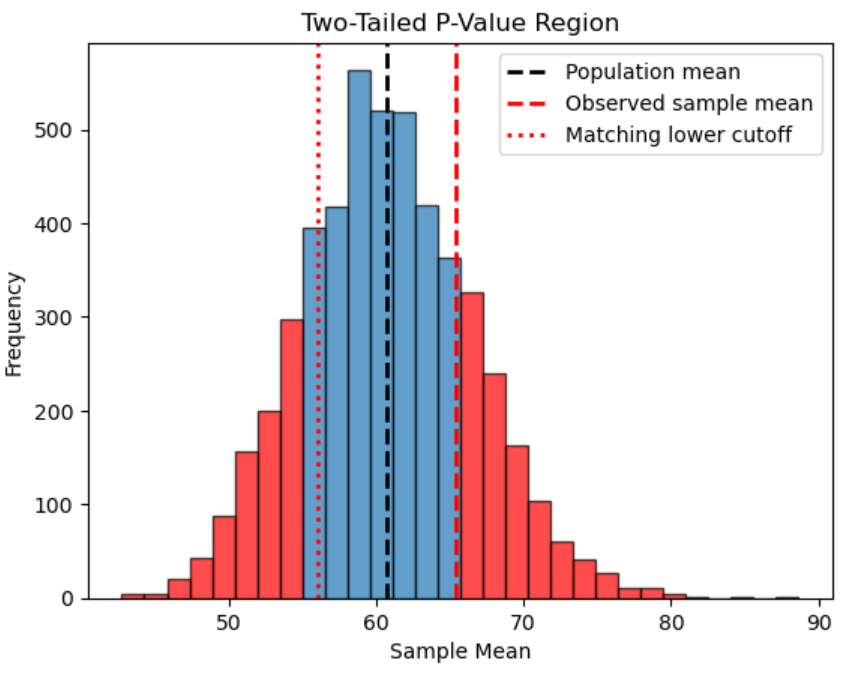 Two-Tailed P-Value Region
Population mean
Observed sample mean
Matching lower cutoff
Frequency
500
400
300
200
100
0
50 60 70 80 90
Sample Mean